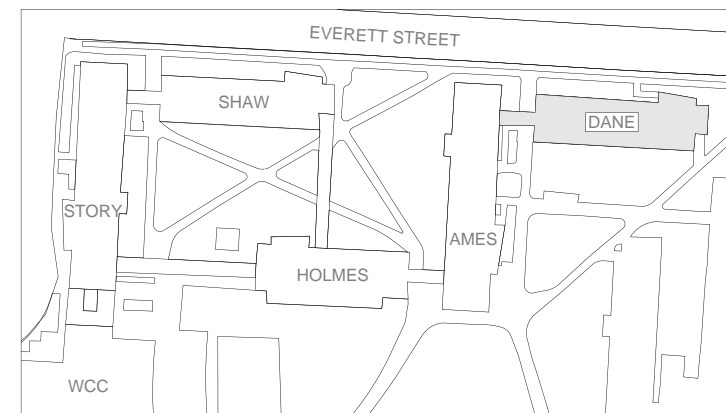 EVERETT STREET
SHAW
DANE
STORY
AMES
HOLMES
WCC